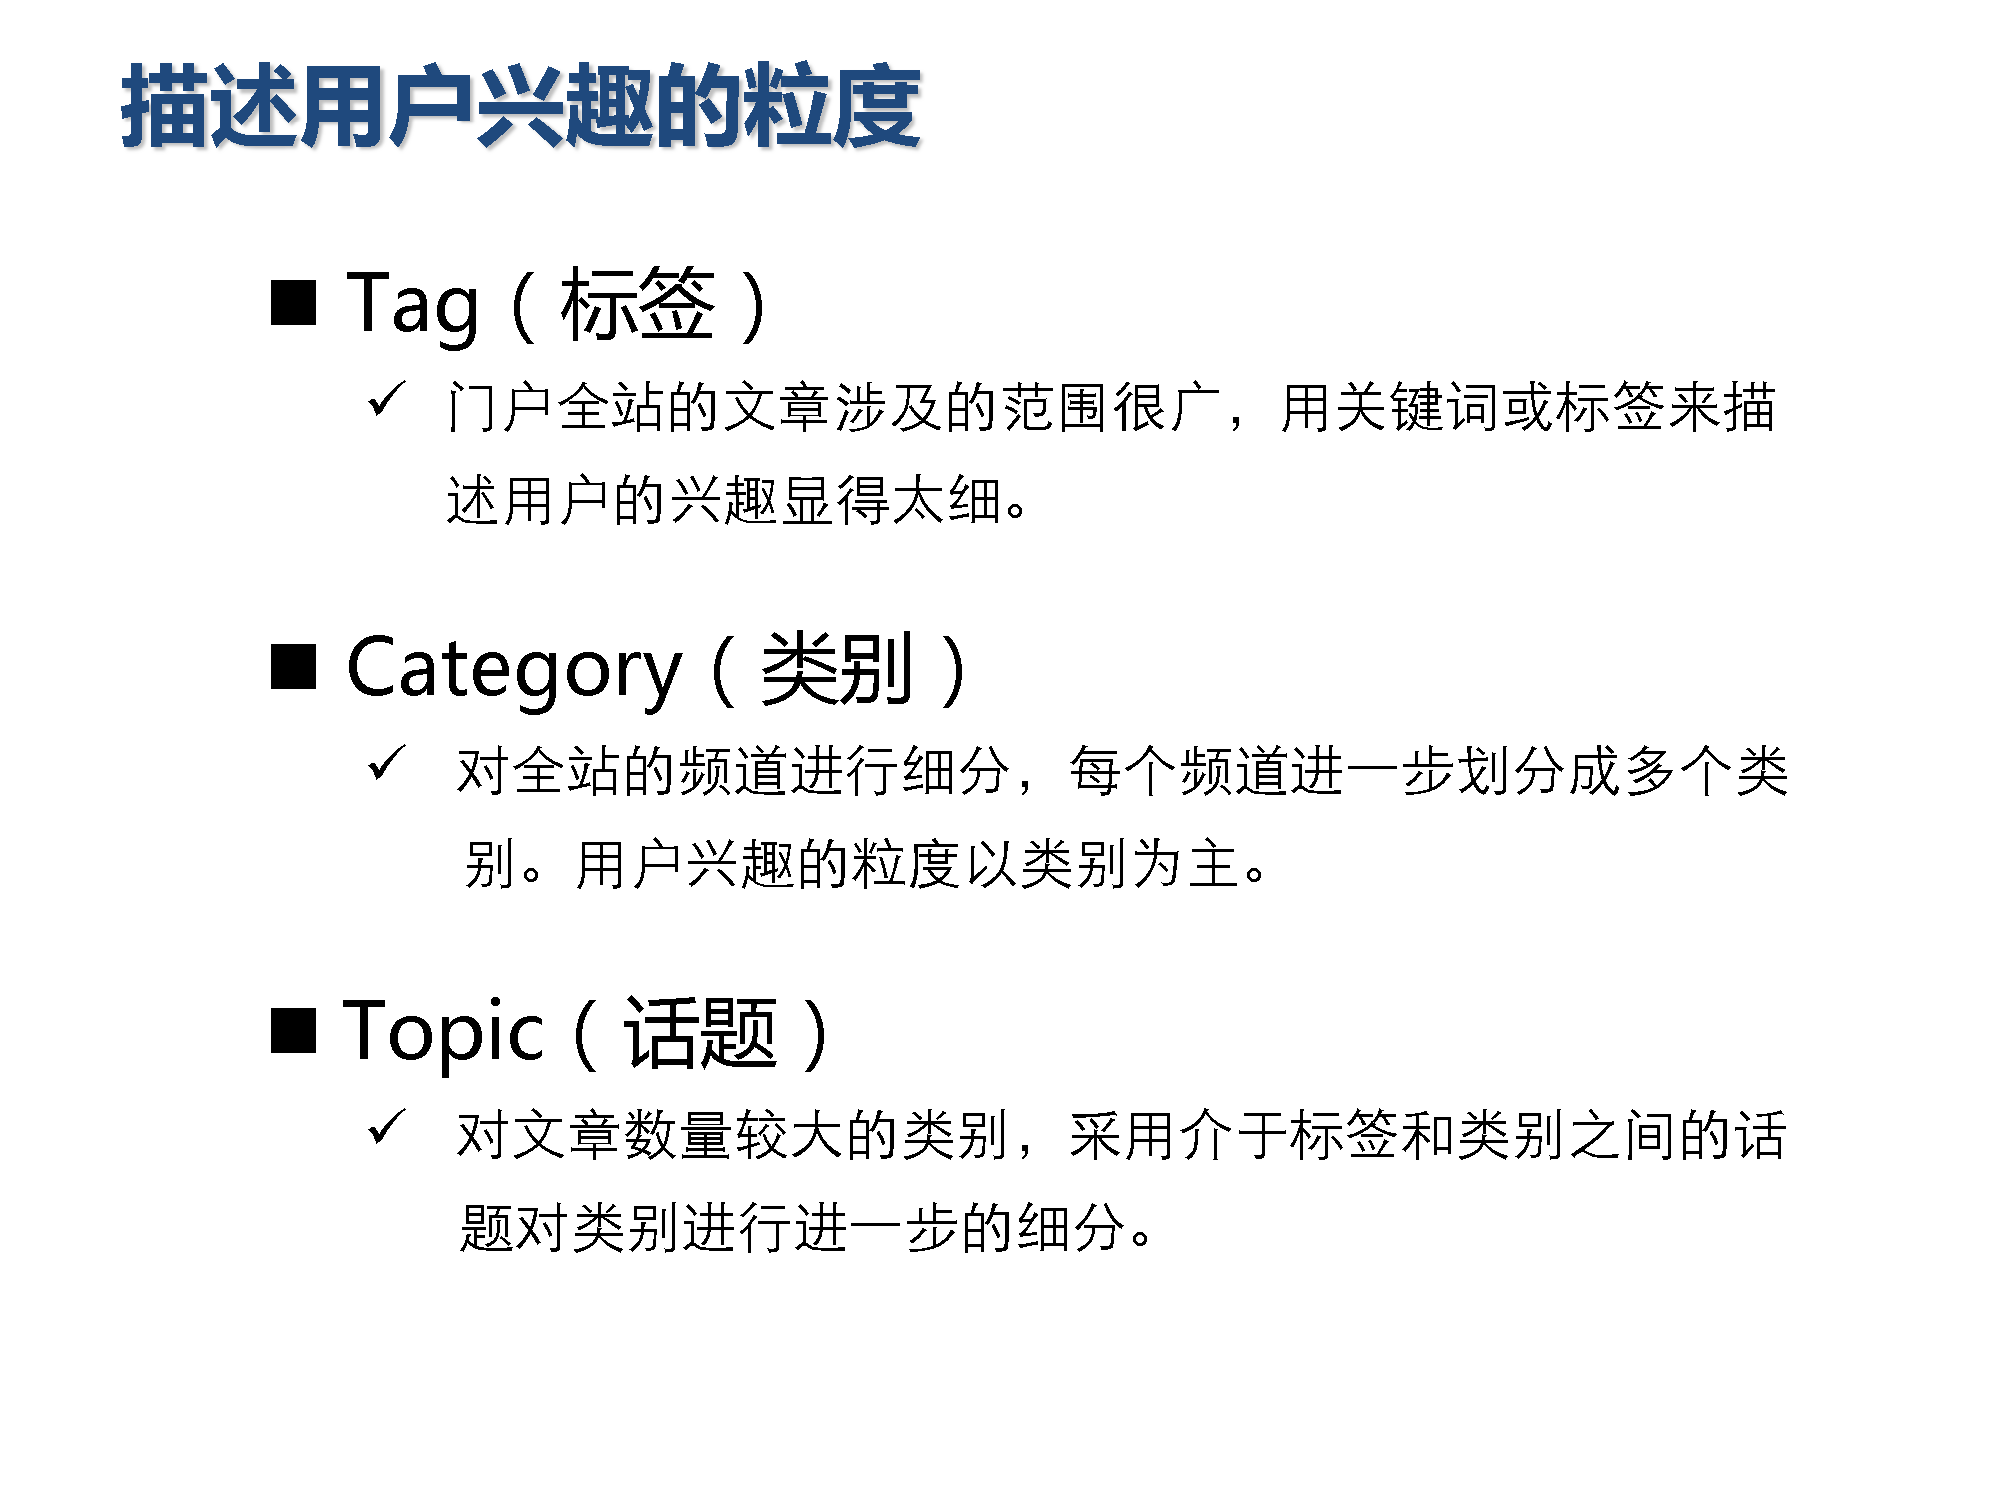 描述用户兴趣的粒度
■ Tag（标签）
✓ 门户全站的文章涉及的范围很广，用关键词或标签来描
述用户的兴趣显得太细。
■ Category（类别）
✓ 对全站的频道进行细分，每个频道进一步划分成多个类
别。用户兴趣的粒度以类别为主。
■ Topic（话题）
✓ 对文章数量较大的类别，采用介于标签和类别之间的话
题对类别进行进一步的细分。